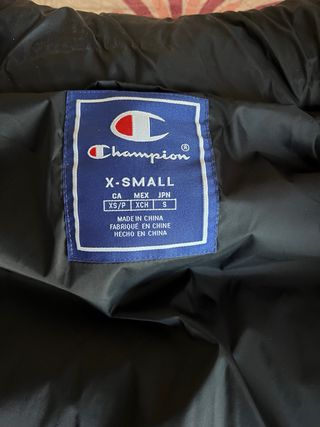 Champion®
X-SMALL
CA MEX JPN
XS/P XCH S
MADE IN CHINA
FABRIQUÉ EN CHINE
HECHO EN CHINA